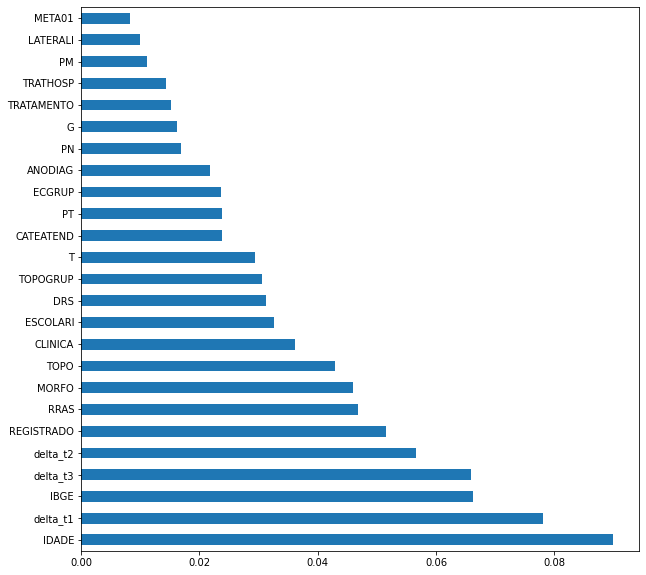 META01
LATERALI
PM
TRATHOSP
TRATAMENTO
G
PN
ANODIAG
ECGRUP
PT
CATEATEND
T
TOPOGRUP
DRS
ESCOLARI
CLINICA
TOPO
MORFO
RRAS
REGISTRADO
delta_t2
delta_t3
IBGE
delta_t1
IDADE
0.00 0.02 0.04 0.06 0.08